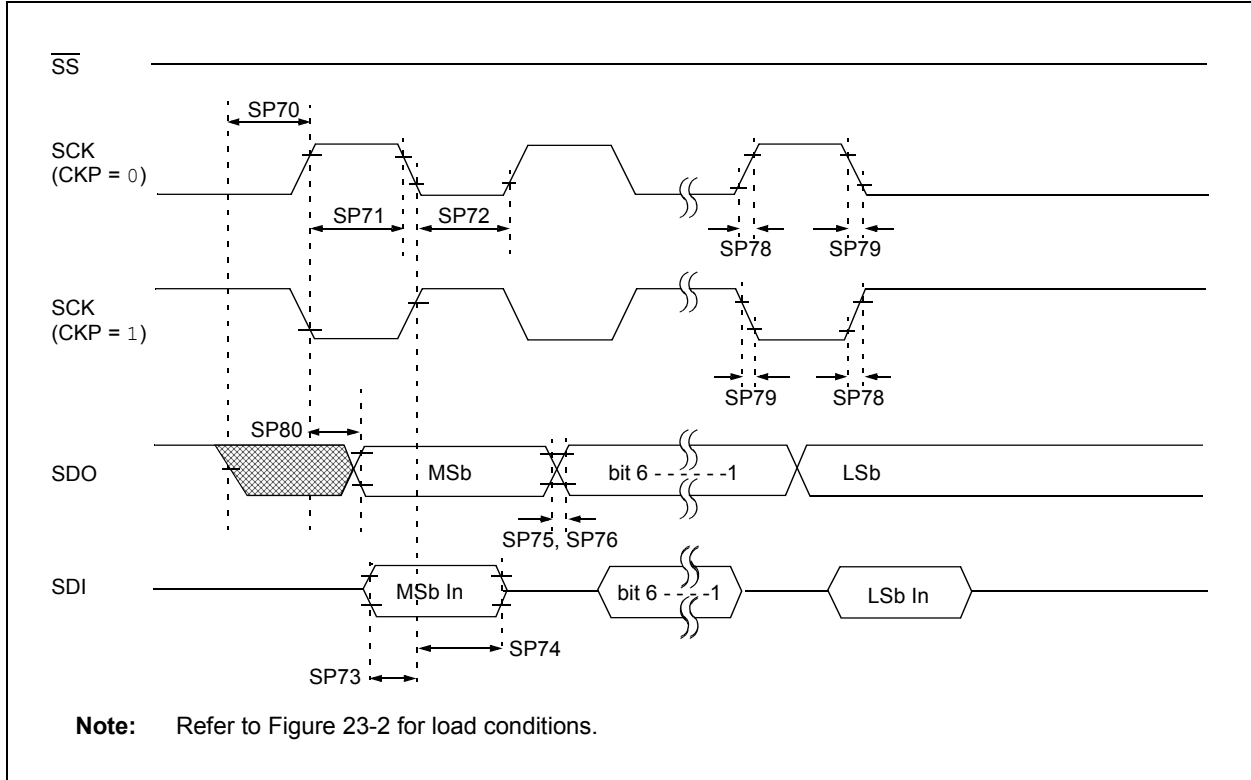 SS
SP70
SCK
(CKP = 0)
SP71 SP72
SP78 SP79
SCK
(CKP = 1)
SP79 SP78
SP80
SDO MSb bit 6 - - - - - -1 LSb
SP75, SP76
SDI MSb In bit 6 - - - -1 LSb In
SP74
SP73
Note: Refer to Figure 23-2 for load conditions.